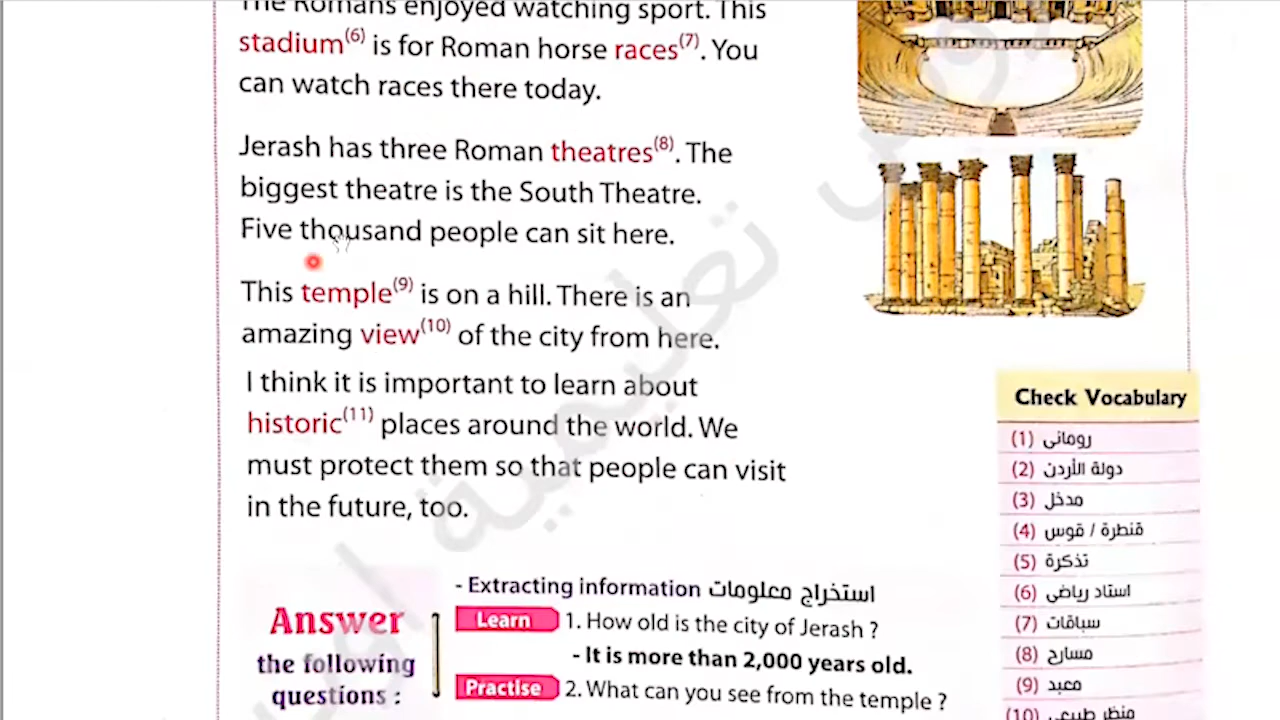 The Romans enjoyed watching sport. This
stadium(6) is for Roman horse races(7). You
can watch races there today.
Jerash has three Roman theatres(8). The
biggest theatre is the South Theatre.
Five thousand people can sit here.
This temple(9) is on a hill. There is an
amazing view(10) of the city from here.
I think it is important to learn about
historic(11) places around the world. We
must protect them so that people can visit
in the future, too.
Check Vocabulary
(1) رومانى
(2) دولة الأردن
(3) مدخل
(4) قنطرة / قوس
(5) تذكرة
(6) استاد رياضى
(7) سباقات
(8) مسارح
(9) معبد
(10) منظر طبيعى
Answer
the following
questions :
- Extracting information استخراج معلومات
Learn 1. How old is the city of Jerash ?
- It is more than 2,000 years old.
Practise 2. What can you see from the temple ?
تعليمية